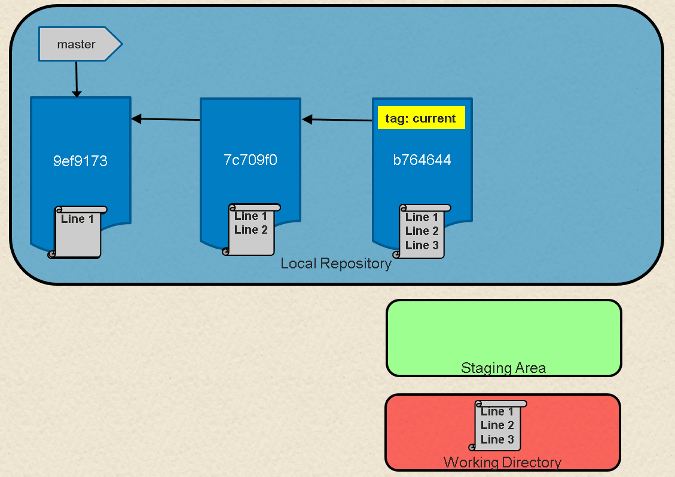 master
tag: current
9ef9173
7c709f0
b764644
Line 1
Line 1
Line 2
Line 1
Line 2
Line 3
Local Repository
Staging Area
Line 1
Line 2
Line 3
Working Directory